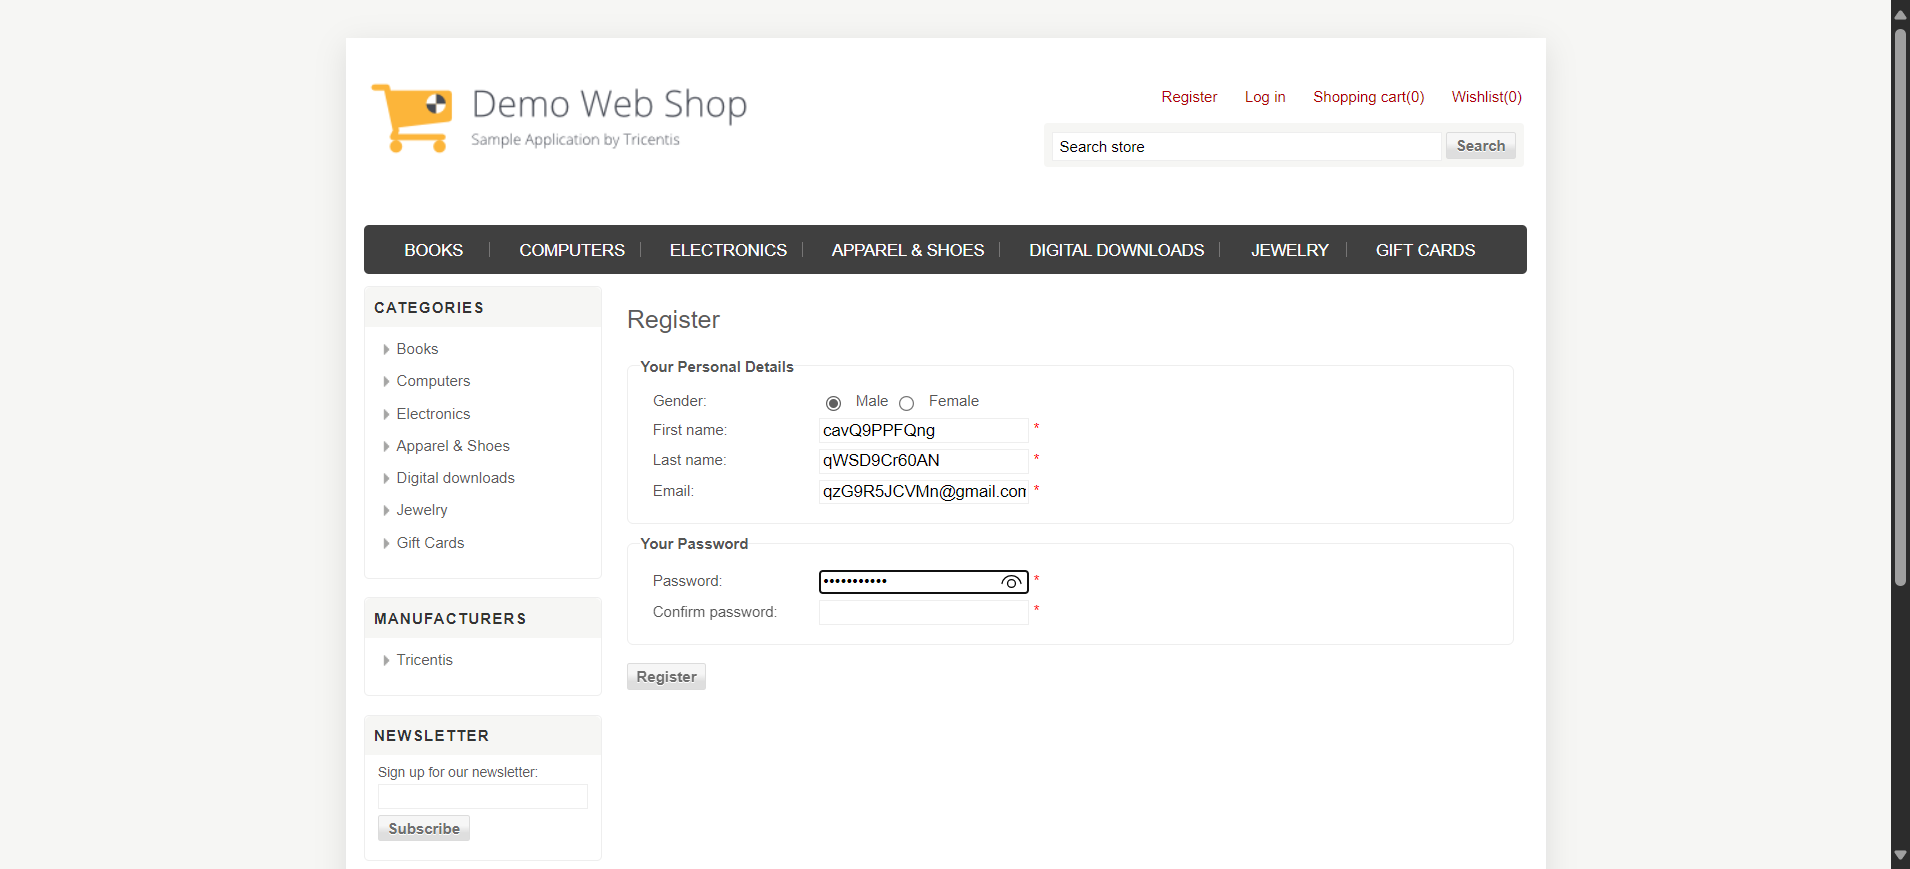 Demo Web Shop
Sample Application by Tricentis
Register Log in Shopping cart(0) Wishlist(0)
Search store Search
BOOKS COMPUTERS ELECTRONICS APPAREL & SHOES DIGITAL DOWNLOADS JEWELRY GIFT CARDS
CATEGORIES
Books
Computers
Electronics
Apparel & Shoes
Digital downloads
Jewelry
Gift Cards
MANUFACTURERS
Tricentis
NEWSLETTER
Sign up for our newsletter:
Subscribe
Register
Your Personal Details
Gender: Male Female
First name: cavQ9PPFQng *
Last name: qWSD9Cr60AN *
Email: qzG9R5JCVMn@gmail.com *
Your Password
Password: ••••••••••• *
Confirm password: *
Register